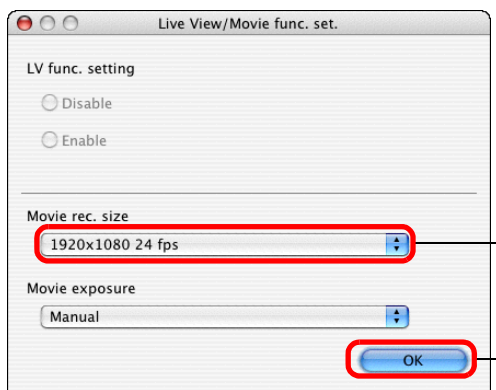 Live View/Movie func. set.
LV func. setting
Disable
Enable
Movie rec. size
1920x1080 24 fps
Movie exposure
Manual
OK